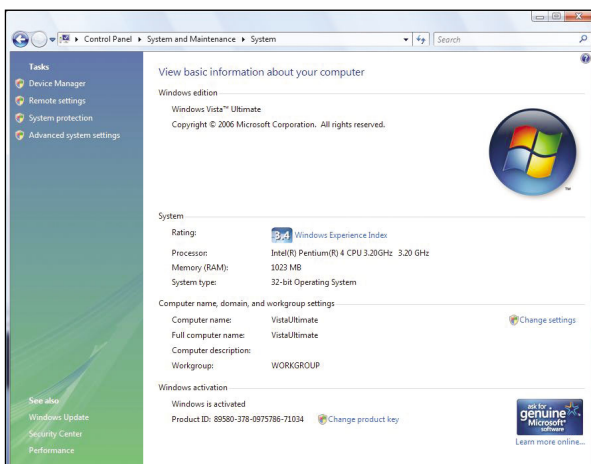 Control Panel ▸ System and Maintenance ▸ System
Search
Tasks
Device Manager
Remote settings
System protection
Advanced system settings
View basic information about your computer
Windows edition
Windows Vista™ Ultimate
Copyright © 2006 Microsoft Corporation. All rights reserved.
System
Rating: 3.4 Windows Experience Index
Processor: Intel(R) Pentium(R) 4 CPU 3.20GHz 3.20 GHz
Memory (RAM): 1023 MB
System type: 32-bit Operating System
Computer name, domain, and workgroup settings
Computer name: VistaUltimate
Change settings
Full computer name: VistaUltimate
Computer description:
Workgroup: WORKGROUP
Windows activation
Windows is activated
Product ID: 89580-378-0975786-71034 Change product key
ask for
genuine
Microsoft®
software
Learn more online...
See also
Windows Update
Security Center
Performance